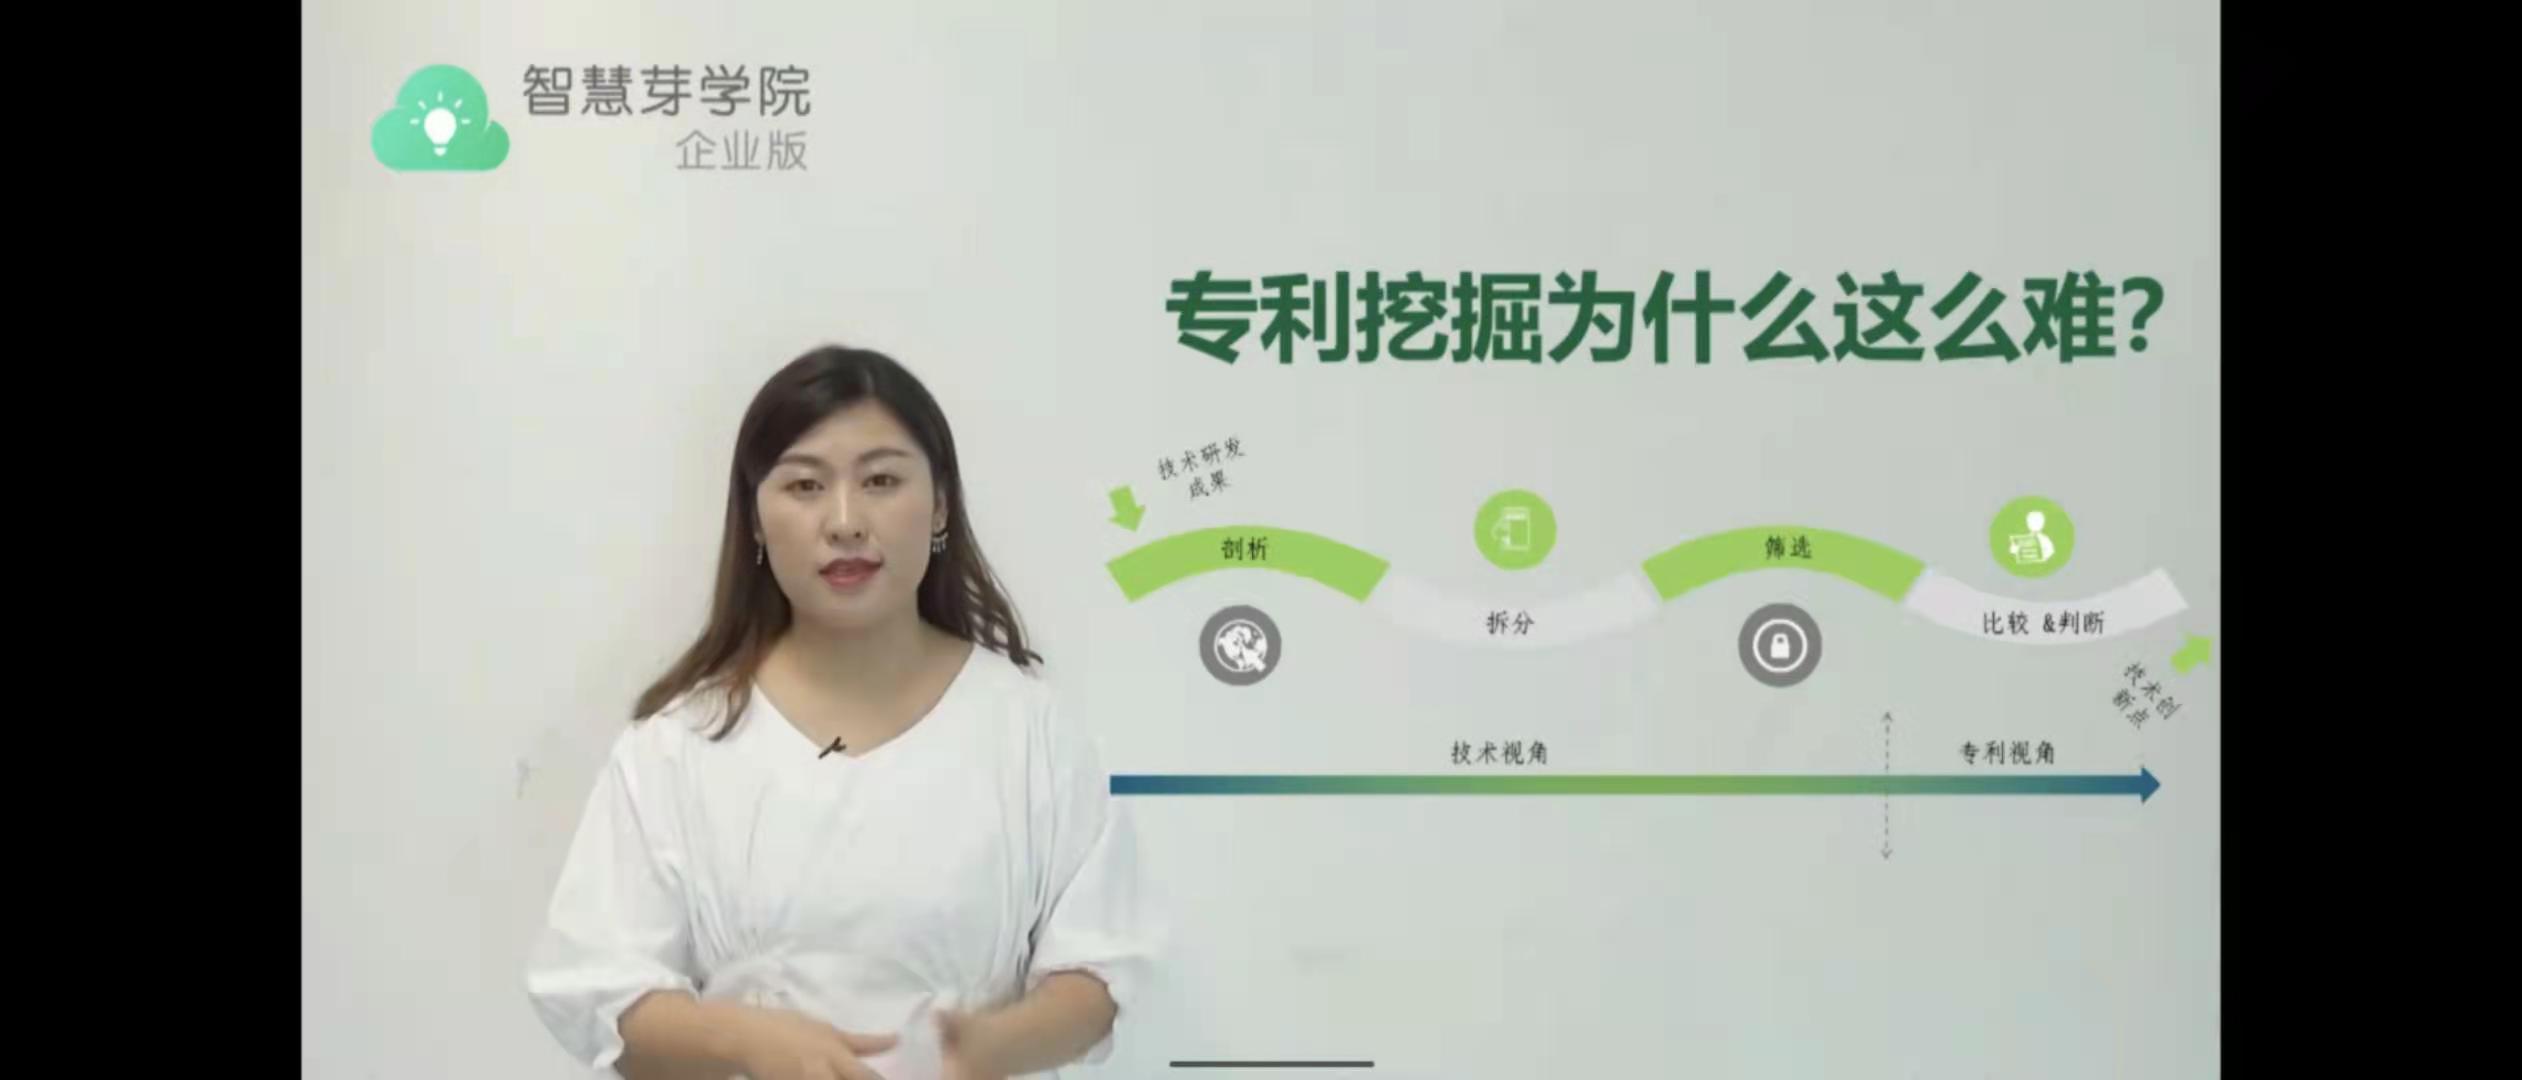 智慧芽学院
企业版
专利挖掘为什么这么难？
技术研发
成果
剖析
拆分
筛选
比较 &判断
技术创
新点
技术视角
专利视角